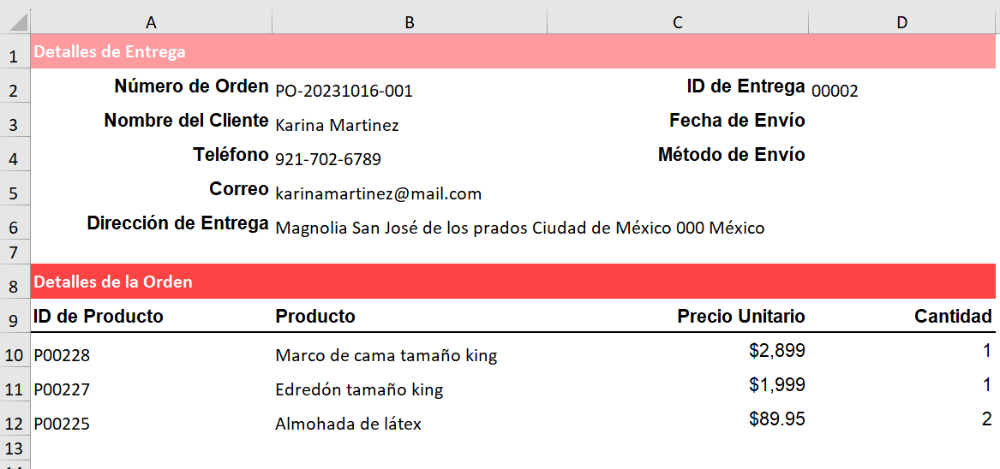 A B C D
1 Detalles de Entrega
2 Número de Orden PO-20231016-001 ID de Entrega 00002
3 Nombre del Cliente Karina Martinez Fecha de Envío
4 Teléfono 921-702-6789 Método de Envío
5 Correo karinamartinez@mail.com
6 Dirección de Entrega Magnolia San José de los prados Ciudad de México 000 México
7
8 Detalles de la Orden
9 ID de Producto Producto Precio Unitario Cantidad
10 P00228 Marco de cama tamaño king $2,899 1
11 P00227 Edredón tamaño king $1,999 1
12 P00225 Almohada de látex $89.95 2
13